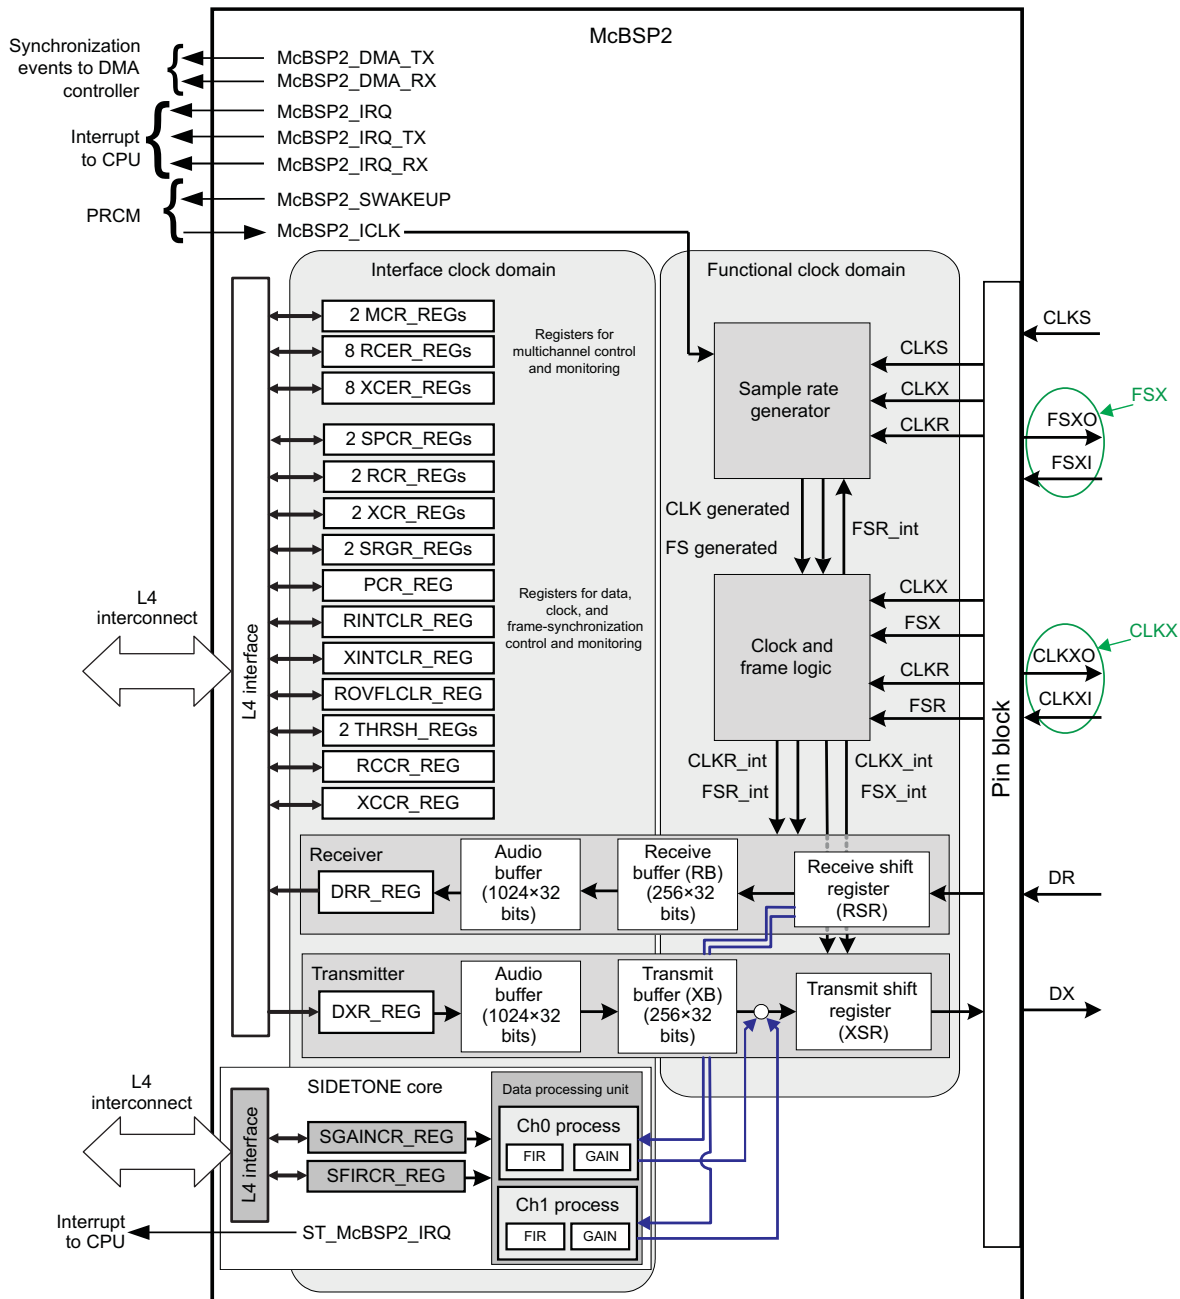 McBSP2
Synchronization
events to DMA
controller
McBSP2_DMA_TX
McBSP2_DMA_RX
Interrupt
to CPU
McBSP2_IRQ
McBSP2_IRQ_TX
McBSP2_IRQ_RX
PRCM
McBSP2_SWAKEUP
McBSP2_ICLK
Interface clock domain
Functional clock domain
2 MCR_REGs
8 RCER_REGs
8 XCER_REGs
Registers for
multichannel control
and monitoring
2 SPCR_REGs
2 RCR_REGs
2 XCR_REGs
2 SRGR_REGs
PCR_REG
RINTCLR_REG
XINTCLR_REG
ROVFLCLR_REG
2 THRSH_REGs
RCCR_REG
XCCR_REG
Registers for data,
clock, and
frame-synchronization
control and monitoring
L4
interconnect
L4 interface
Sample rate
generator
CLKS
CLKX
CLKR
CLK generated
FS generated
FSR_int
Clock and
frame logic
CLKX
FSX
CLKR
FSR
CLKR_int
FSR_int
CLKX_int
FSX_int
Pin block
CLKS
FSX
FSXO
FSXI
CLKX
CLKXO
CLKXI
DR
DX
Receiver
DRR_REG
Audio
buffer
(1024×32
bits)
Receive
buffer (RB)
(256×32
bits)
Receive shift
register
(RSR)
Transmitter
DXR_REG
Audio
buffer
(1024×32
bits)
Transmit
buffer (XB)
(256×32
bits)
Transmit shift
register
(XSR)
L4
interconnect
L4 interface
SIDETONE core
SGAINCR_REG
SFIRCR_REG
Data processing unit
Ch0 process
FIR
GAIN
Ch1 process
FIR
GAIN
Interrupt
to CPU
ST_McBSP2_IRQ